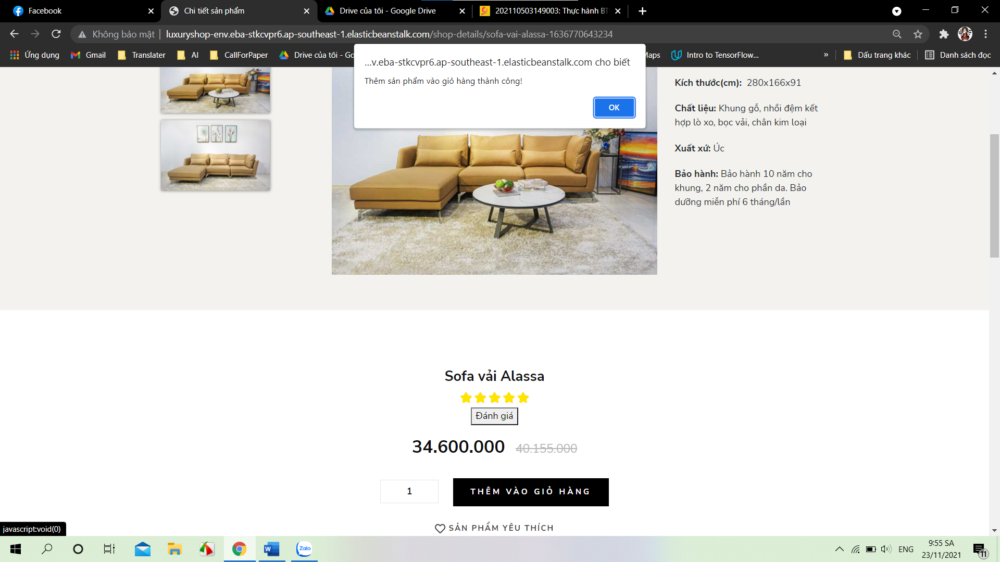 Facebook
Chi tiết sản phẩm
Drive của tôi - Google Drive
202110503149003: Thực hành BT
Không bảo mật
luxuryshop-env.eba-stkcvpr6.ap-southeast-1.elasticbeanstalk.com/shop-details/sofa-vai-alassa-1636770643234
Ứng dụng
Gmail
Translater
AI
CallForPaper
Drive của tôi - Go
Maps
Intro to TensorFlow...
»
Dấu trang khác
Danh sách đọc
...v.eba-stkcvpr6.ap-southeast-1.elasticbeanstalk.com cho biết
Thêm sản phẩm vào giỏ hàng thành công!
OK
Kích thước(cm): 280x166x91
Chất liệu: Khung gỗ, nhồi đệm kết
hợp lò xo, bọc vải, chân kim loại
Xuất xứ: Úc
Bảo hành: Bảo hành 10 năm cho
khung, 2 năm cho phần da. Bảo
dưỡng miễn phí 6 tháng/lần
Sofa vải Alassa
Đánh giá
34.600.000 40.155.000
1
THÊM VÀO GIỎ HÀNG
SẢN PHẨM YÊU THÍCH
javascript:void(0)
Zalo
ENG
9:55 SA
23/11/2021
11